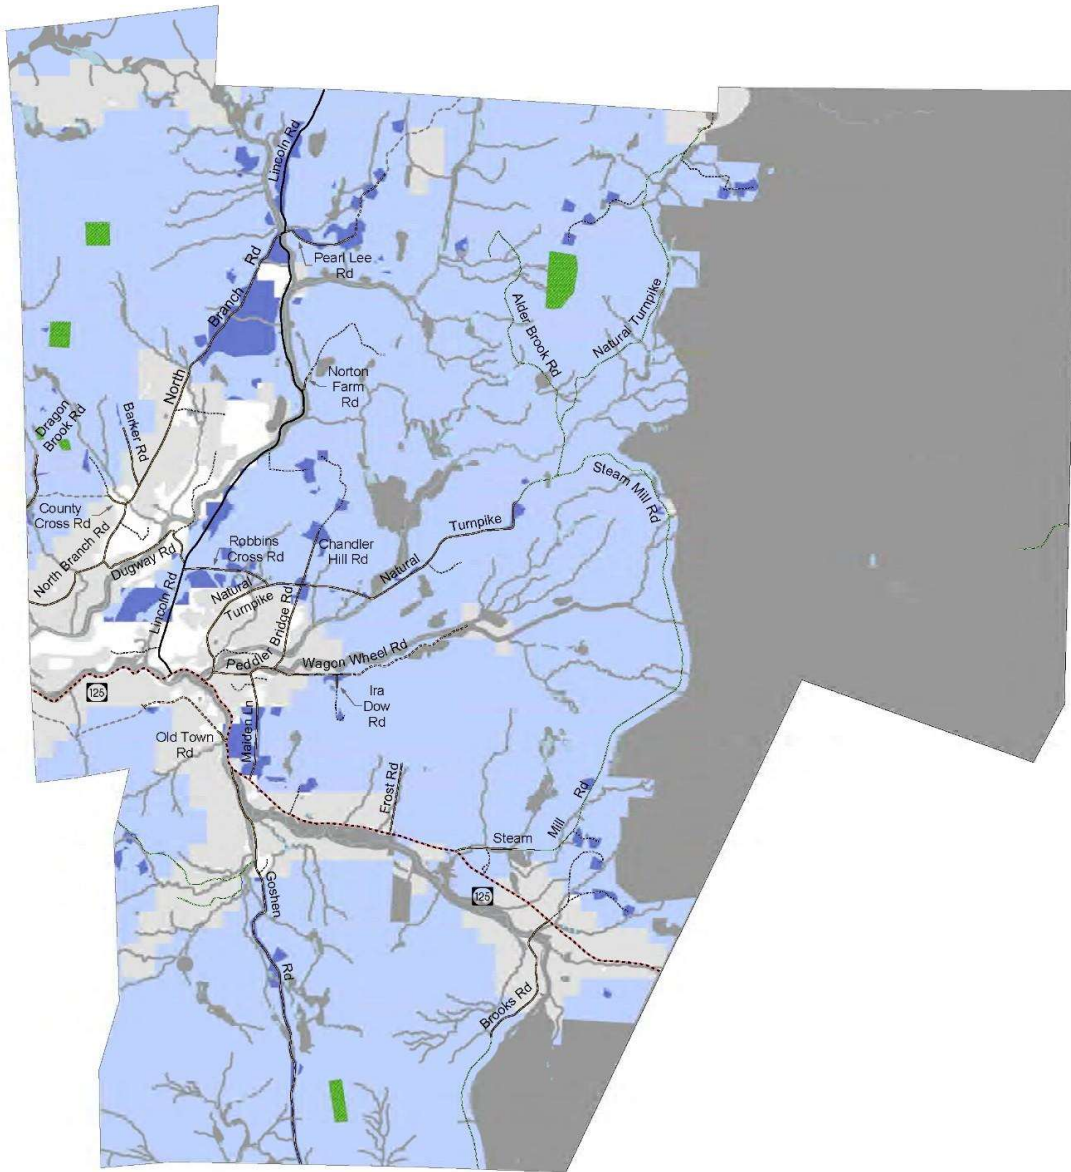 Lincoln Rd
Pearl Lee
Rd
North Branch Rd
Alder Brook Rd
Natural Turnpike
Norton
Farm
Rd
Dragon
Brook Rd
Barker Rd
Steam Mill Rd
County
Cross Rd
Natural Turnpike
North Branch Rd
Dugway Rd
Robbins
Cross Rd
Chandler
Hill Rd
Natural
Turnpike
Lincoln Rd
Peddler Bridge Rd
Wagon Wheel Rd
125
Ira
Dow
Rd
Old Town
Rd
Maiden Ln
Frost Rd
Steam Mill Rd
125
Goshen Rd
Brooks Rd